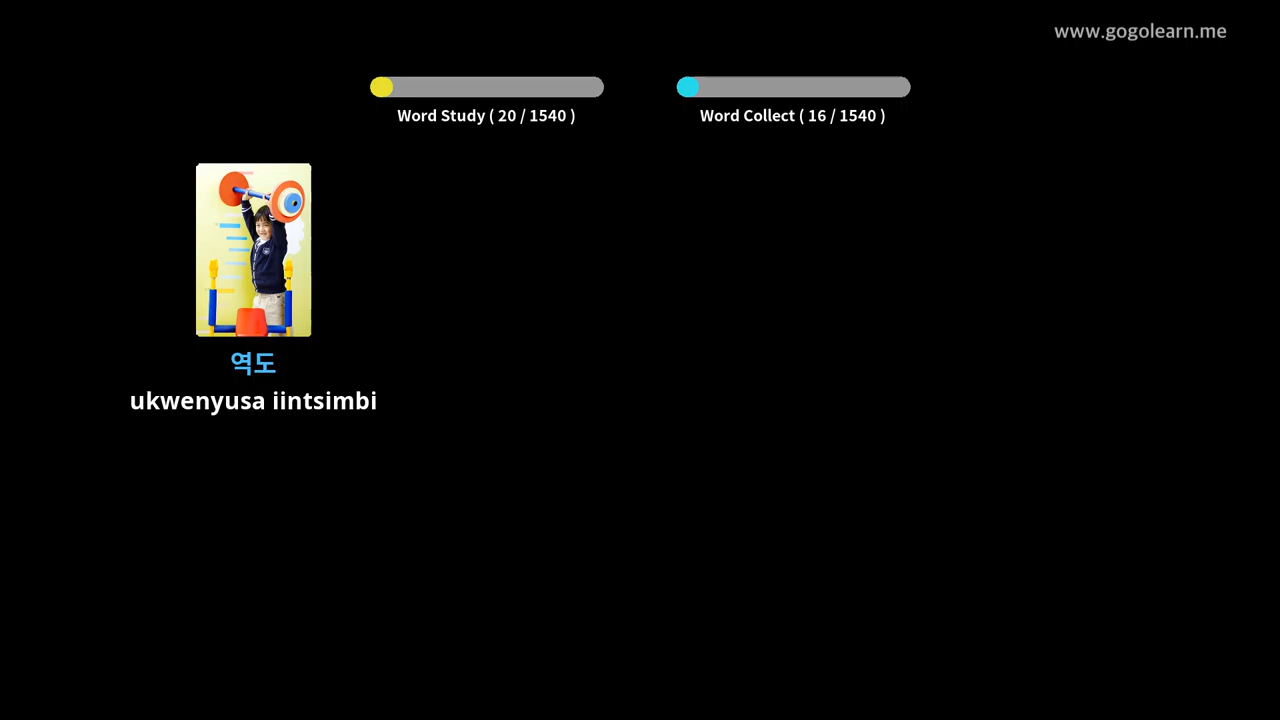 www.gogolearn.me
Word Study ( 20 / 1540 )
Word Collect ( 16 / 1540 )
역도
ukwenyusa iintsimbi